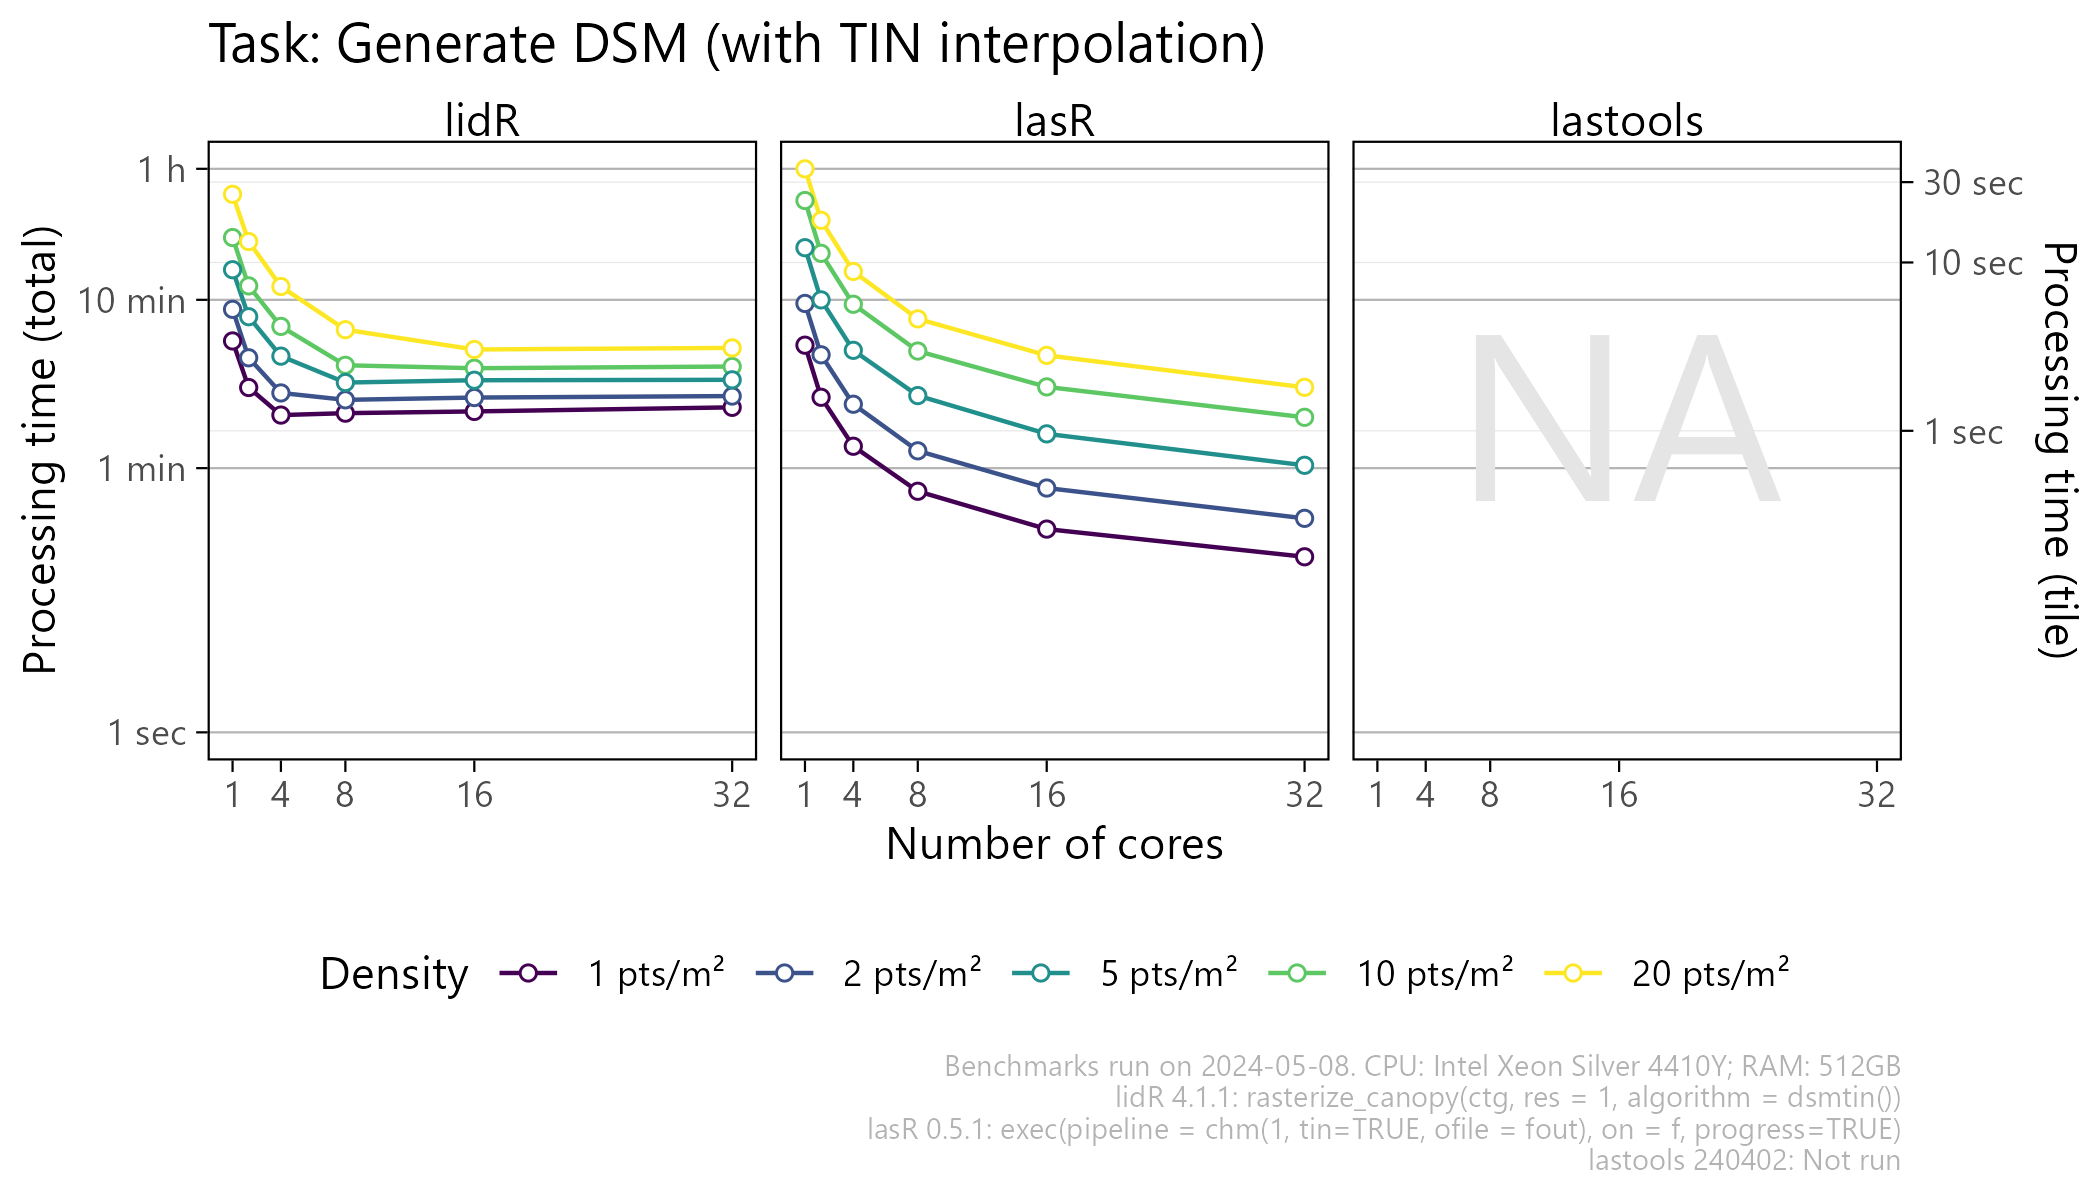 Task: Generate DSM (with TIN interpolation)
lidR
lasR
lastools
Processing time (total)
1 h
10 min
1 min
1 sec
NA
30 sec
10 sec
1 sec
Processing time (tile)
1 4 8 16 32
1 4 8 16 32
1 4 8 16 32
Number of cores
Density 1 pts/m² 2 pts/m² 5 pts/m² 10 pts/m² 20 pts/m²
Benchmarks run on 2024-05-08. CPU: Intel Xeon Silver 4410Y; RAM: 512GB
lidR 4.1.1: rasterize_canopy(ctg, res = 1, algorithm = dsmtin())
lasR 0.5.1: exec(pipeline = chm(1, tin=TRUE, ofile = fout), on = f, progress=TRUE)
lastools 240402: Not run